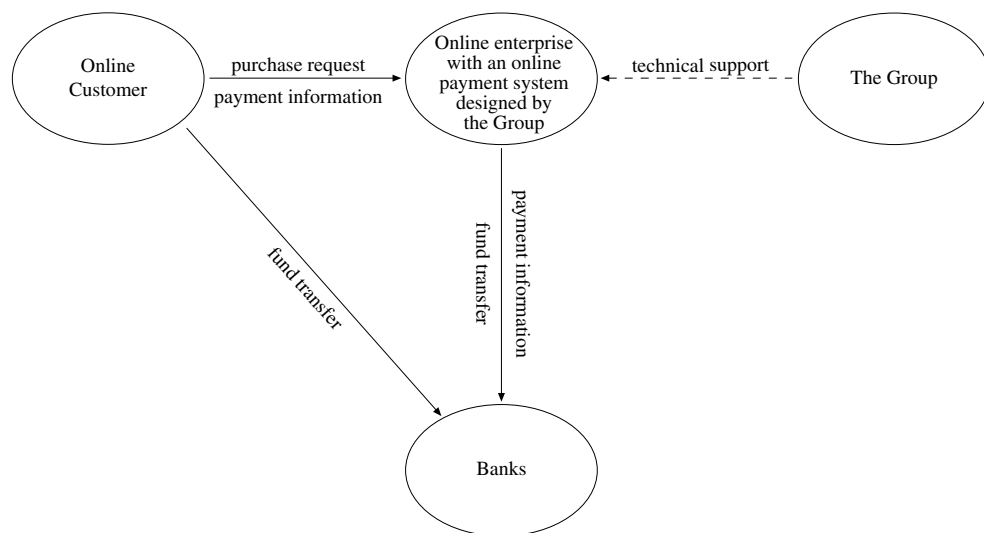 Online
Customer
purchase request
payment information
Online enterprise
with an online
payment system
designed by
the Group
technical support
The Group
fund transfer
fund transfer
payment information
Banks